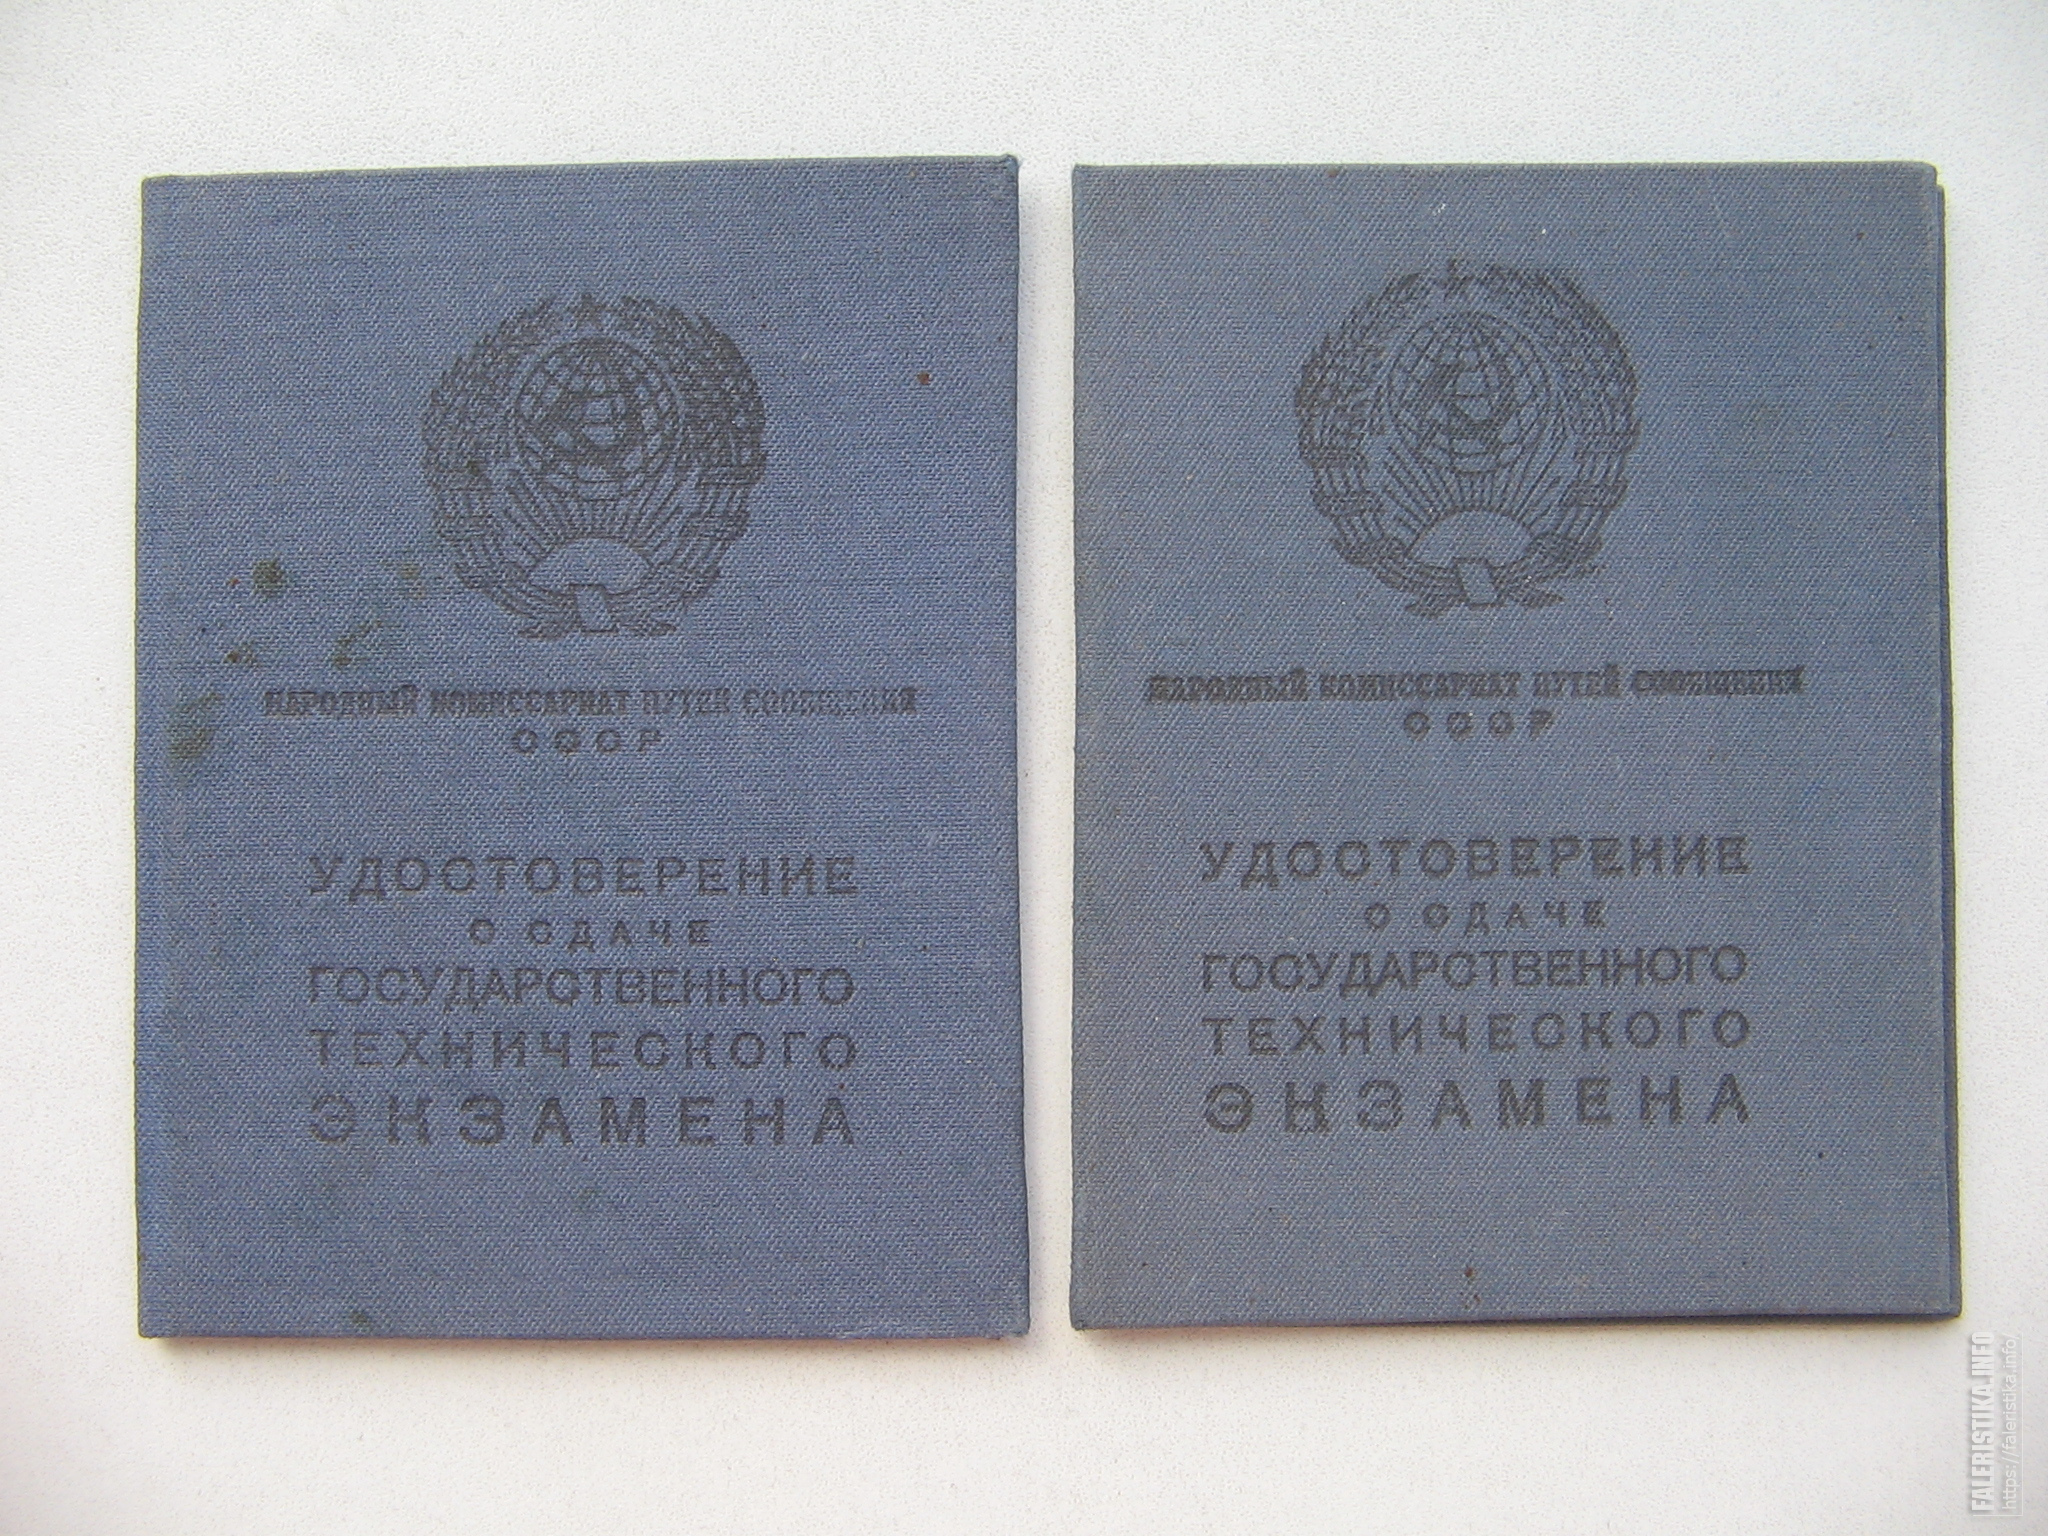 НАРОДНЫЙ КОМИССАРИАТ ПУТЕЙ СООБЩЕНИЯ
СССР
УДОСТОВЕРЕНИЕ
О СДАЧЕ
ГОСУДАРСТВЕННОГО
ТЕХНИЧЕСКОГО
ЭКЗАМЕНА
НАРОДНЫЙ КОМИССАРИАТ ПУТЕЙ СООБЩЕНИЯ
СССР
УДОСТОВЕРЕНИЕ
О СДАЧЕ
ГОСУДАРСТВЕННОГО
ТЕХНИЧЕСКОГО
ЭКЗАМЕНА
FALERISTIKA.INFO
https://faleristika.info/